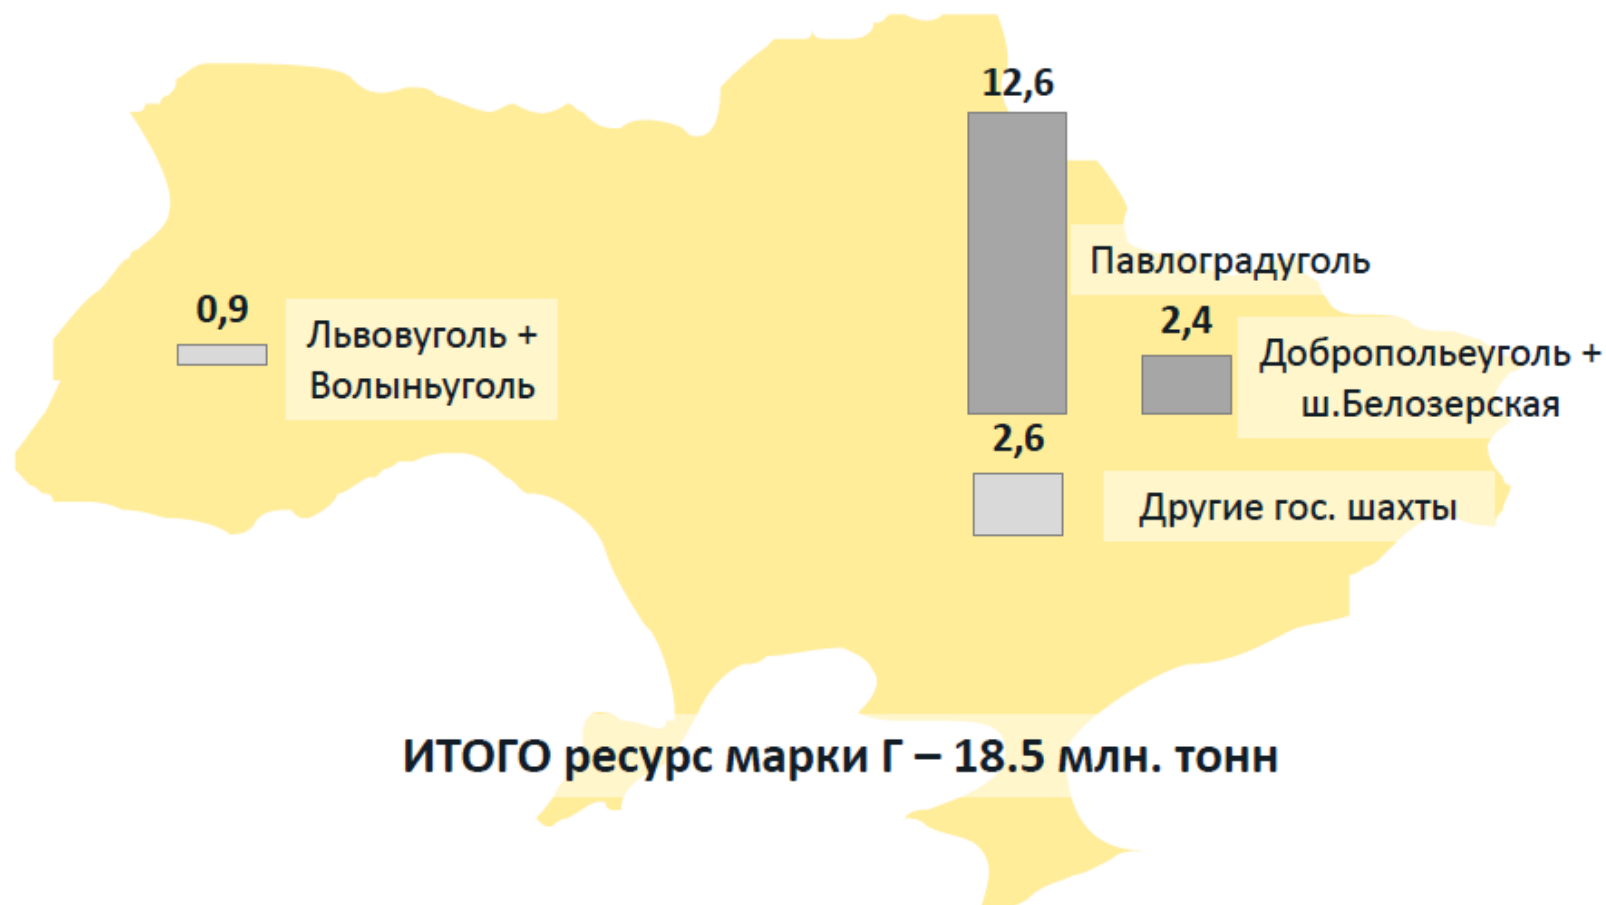 12,6
Павлоградуголь
0,9
Львовуголь +
Волыньуголь
2,4
Добропольеуголь +
ш.Белозерская
2,6
Другие гос. шахты
ИТОГО ресурс марки Г – 18.5 млн. тонн